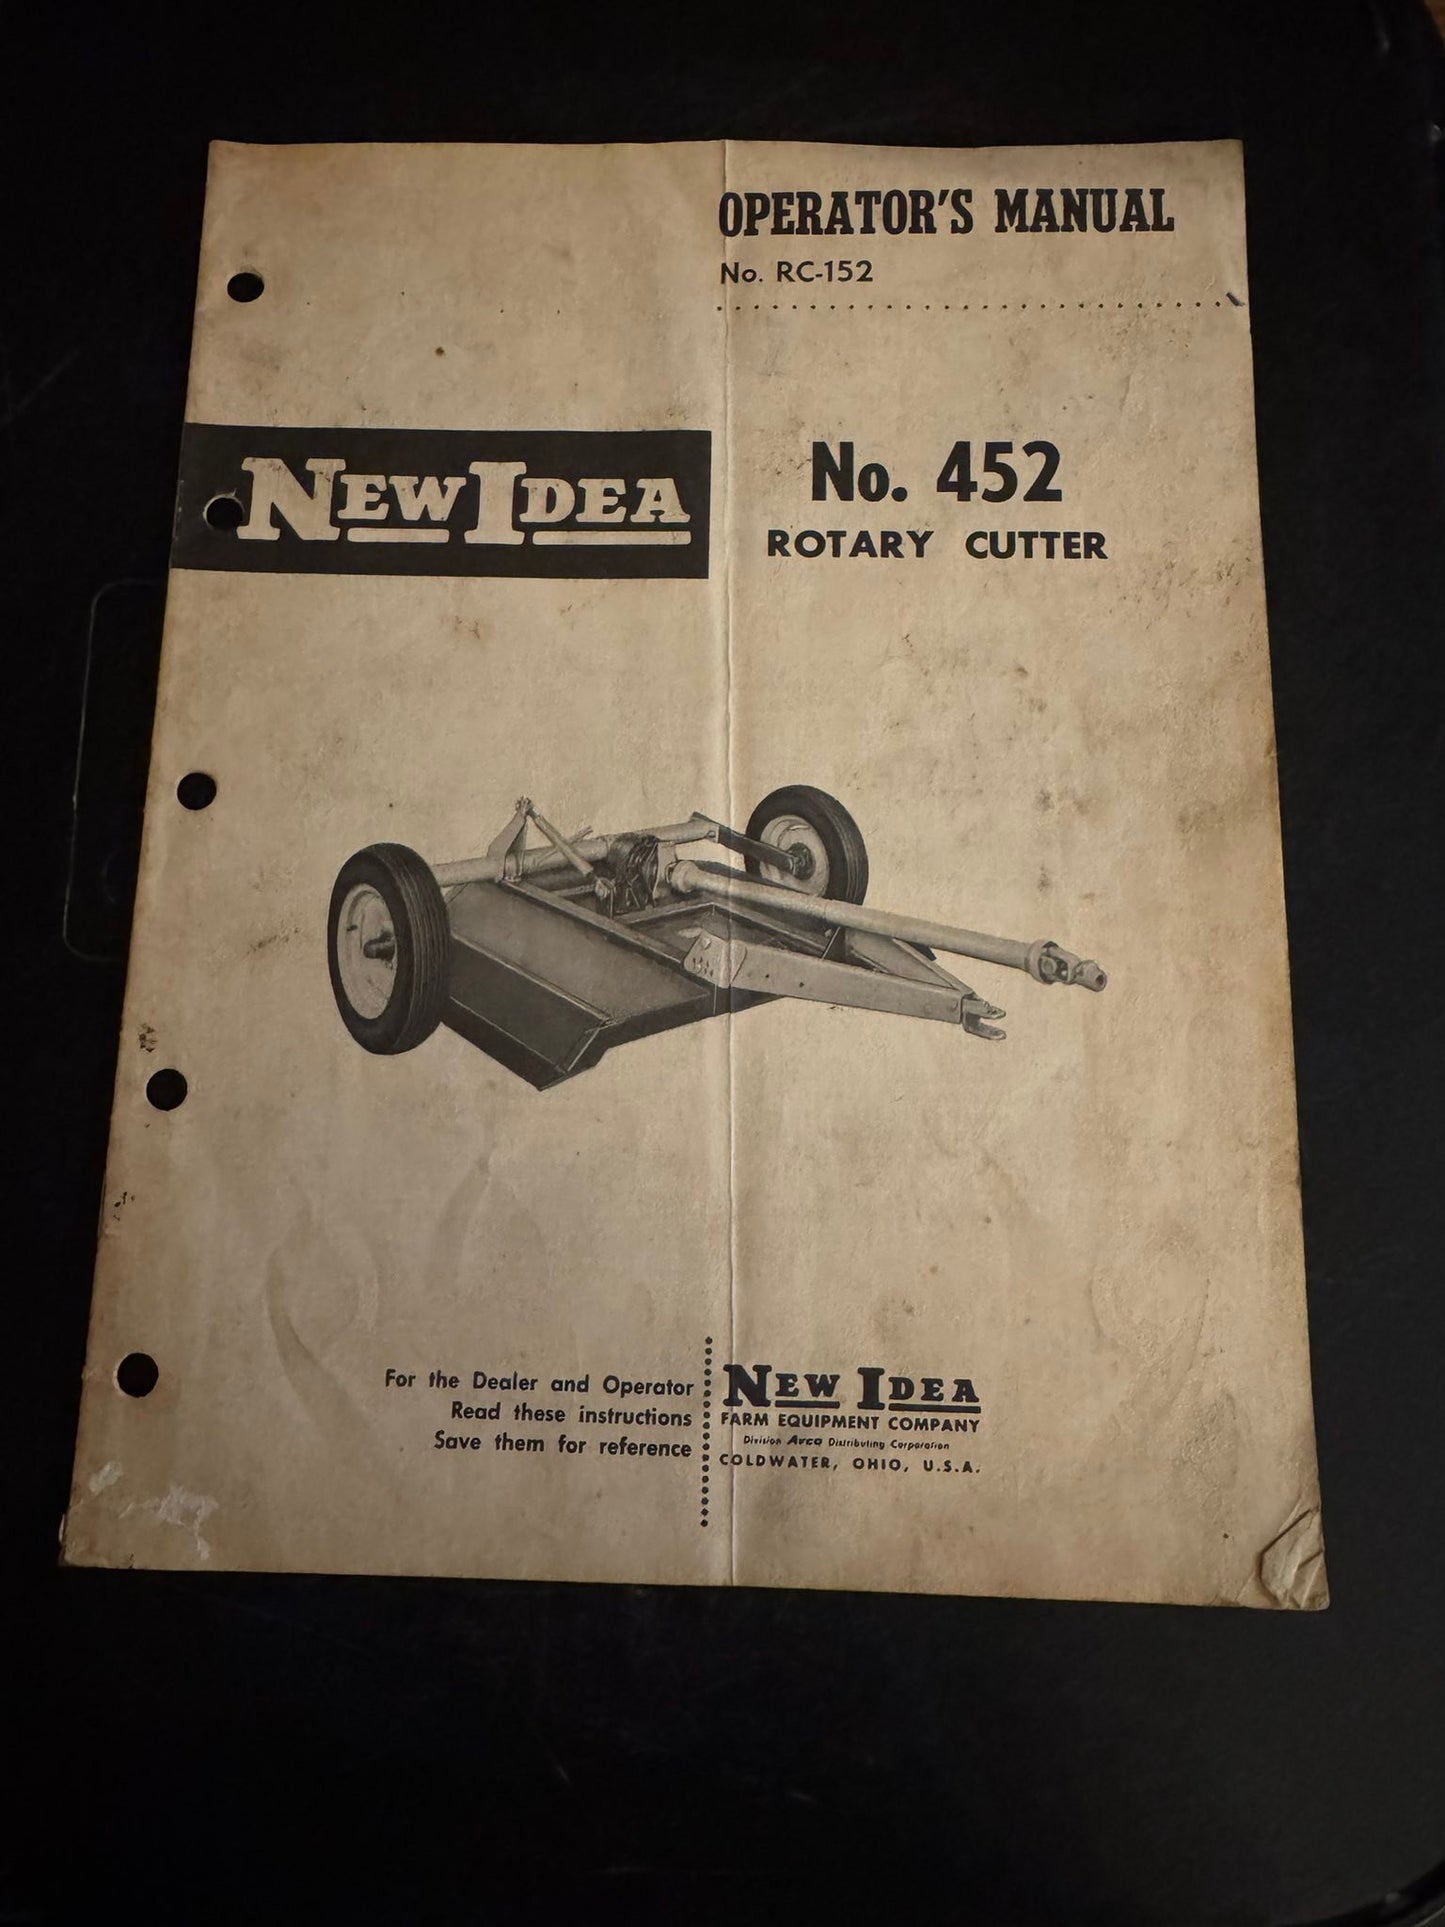 OPERATOR'S MANUAL
No. RC-152
NEW IDEA
No. 452
ROTARY CUTTER
For the Dealer and Operator
Read these instructions
Save them for reference
NEW IDEA
FARM EQUIPMENT COMPANY
Division Avco Distributing Corporation
COLDWATER, OHIO, U.S.A.